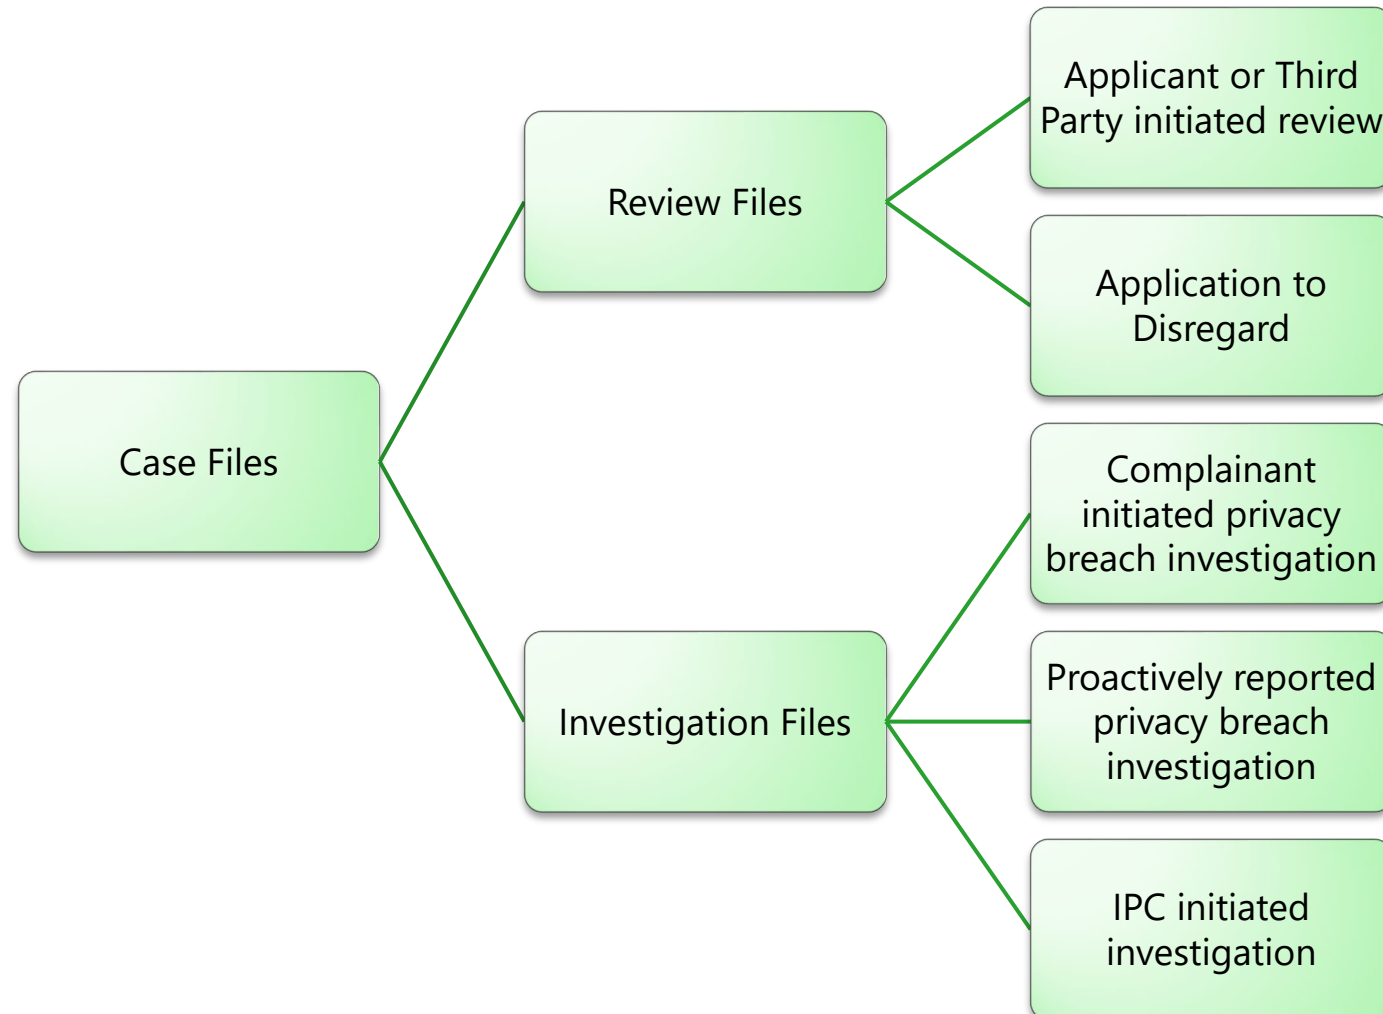 Applicant or Third
Party initiated review
Review Files
Application to
Disregard
Case Files
Complainant
initiated privacy
breach investigation
Investigation Files
Proactively reported
privacy breach
investigation
IPC initiated
investigation